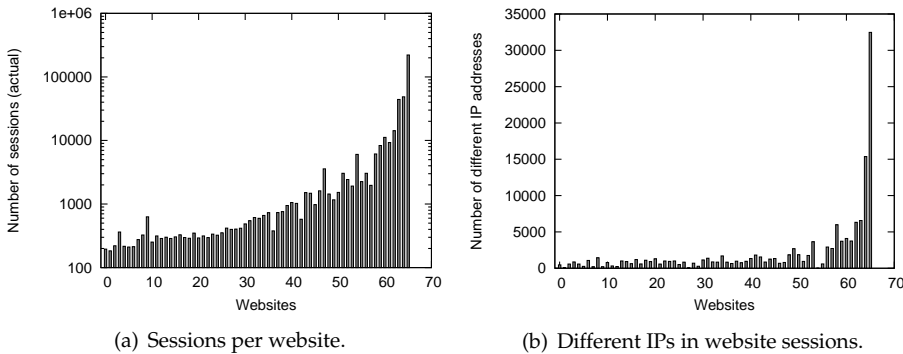 Number of sessions (actual)
1e+06
100000
10000
1000
100
0 10 20 30 40 50 60 70
Websites
(a) Sessions per website.
Number of different IP addresses
35000
30000
25000
20000
15000
10000
5000
0
0 10 20 30 40 50 60 70
Websites
(b) Different IPs in website sessions.